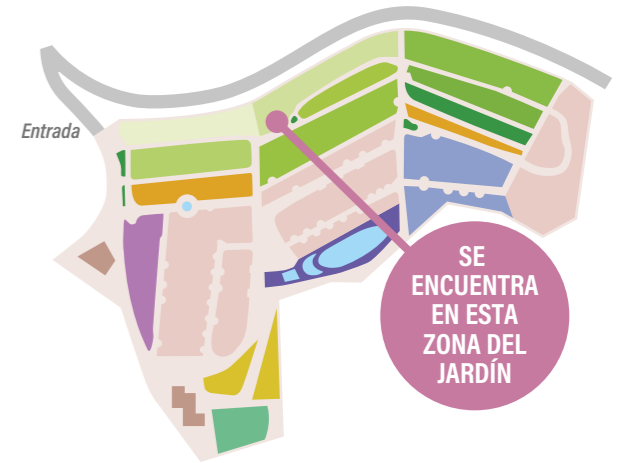 Entrada
SE
ENCUENTRA
EN ESTA
ZONA DEL
JARDÍN